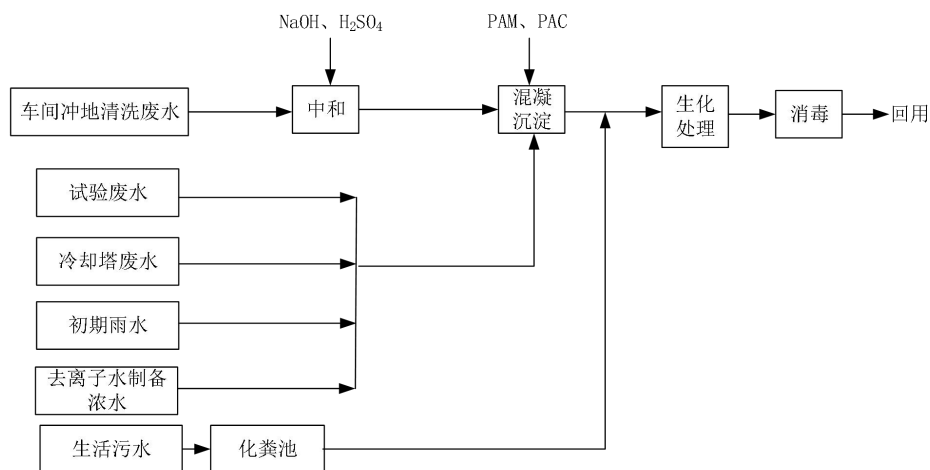 NaOH、H₂SO₄
PAM、PAC
车间冲地清洗废水
中和
混凝
沉淀
生化
处理
消毒
回用
试验废水
冷却塔废水
初期雨水
去离子水制备
浓水
生活污水
化粪池